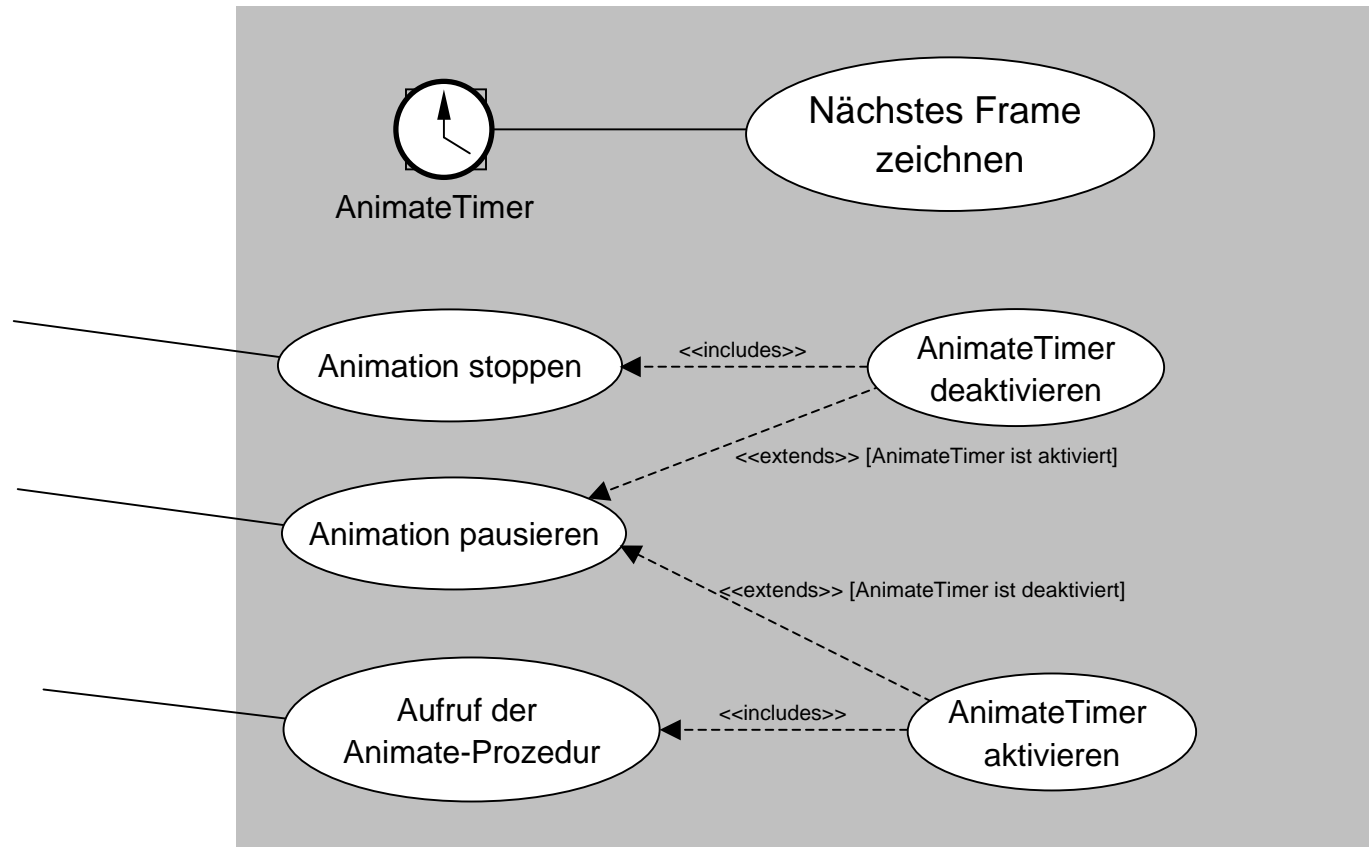 Nächstes Frame
zeichnen
AnimateTimer
Animation stoppen
<<includes>>
AnimateTimer
deaktivieren
<<extends>> [AnimateTimer ist aktiviert]
Animation pausieren
<<extends>> [AnimateTimer ist deaktiviert]
Aufruf der
Animate-Prozedur
<<includes>>
AnimateTimer
aktivieren